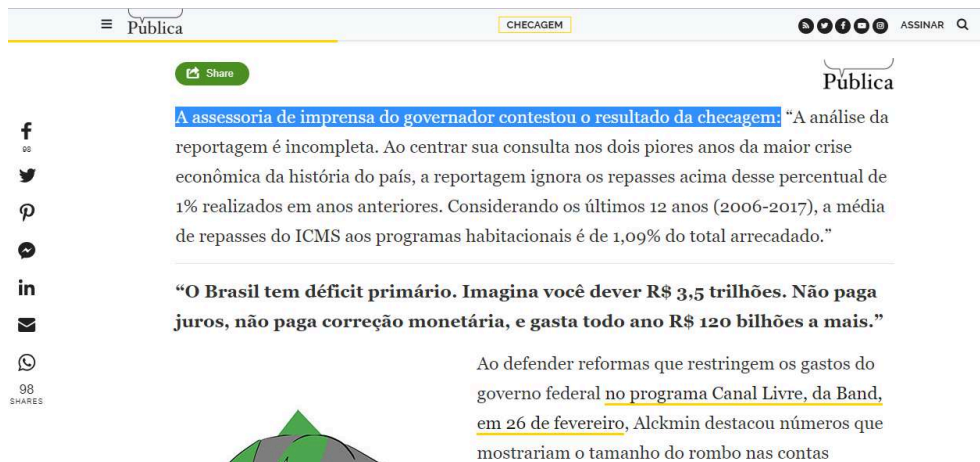 Pública
CHECAGEM
ASSINAR
Share
Pública
A assessoria de imprensa do governador contestou o resultado da checagem: “A análise da
reportagem é incompleta. Ao centrar sua consulta nos dois piores anos da maior crise
econômica da história do país, a reportagem ignora os repasses acima desse percentual de
1% realizados em anos anteriores. Considerando os últimos 12 anos (2006-2017), a média
de repasses do ICMS aos programas habitacionais é de 1,09% do total arrecadado.”
98
“O Brasil tem déficit primário. Imagina você dever R$ 3,5 trilhões. Não paga
juros, não paga correção monetária, e gasta todo ano R$ 120 bilhões a mais.”
98
SHARES
Ao defender reformas que restringem os gastos do
governo federal no programa Canal Livre, da Band,
em 26 de fevereiro, Alckmin destacou números que
mostrariam o tamanho do rombo nas contas